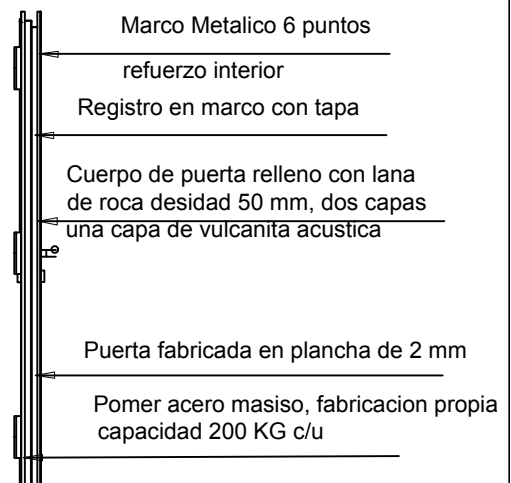 Marco Metalico 6 puntos
refuerzo interior
Registro en marco con tapa
Cuerpo de puerta relleno con lana
de roca desidad 50 mm, dos capas
una capa de vulcanita acustica
Puerta fabricada en plancha de 2 mm
Pomer acero masiso, fabricacion propia
capacidad 200 KG c/u